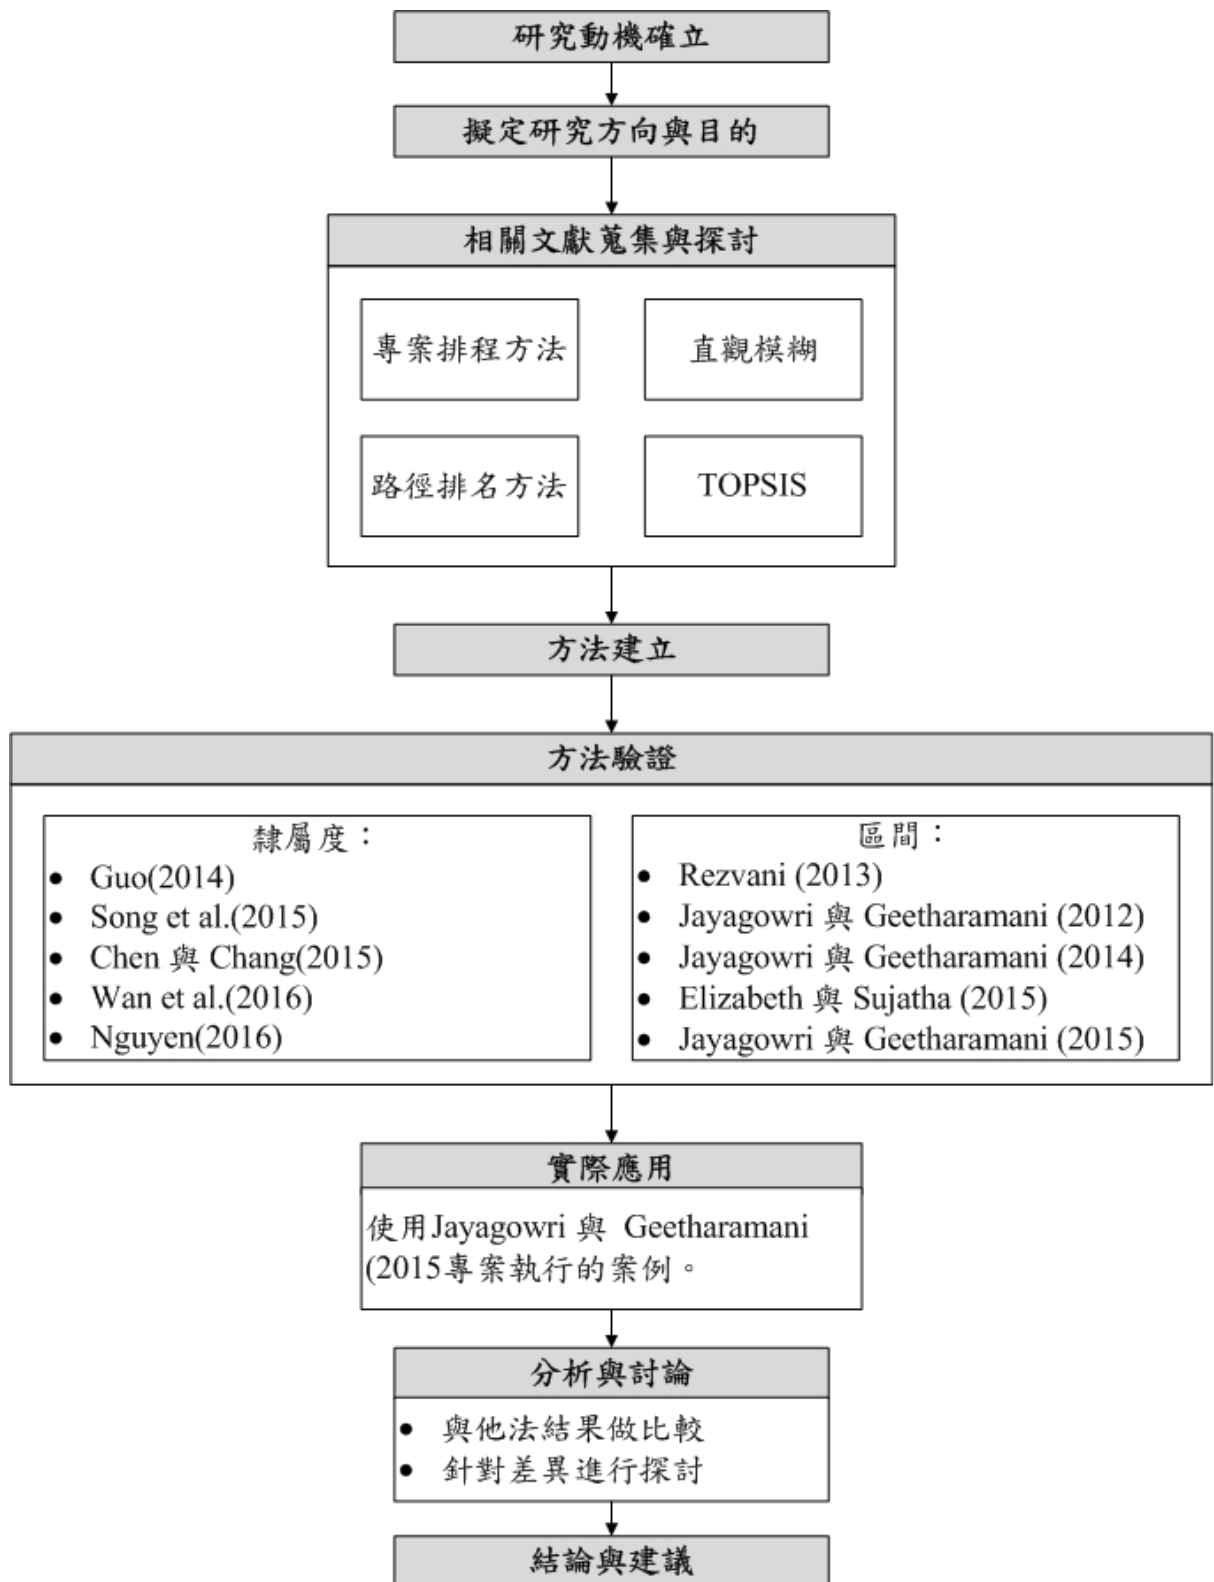 研究動機確立
擬定研究方向與目的
相關文獻蒐集與探討
專案排程方法
直觀模糊
路徑排名方法
TOPSIS
方法建立
方法驗證
隸屬度：
● Guo(2014)
● Song et al.(2015)
● Chen 與 Chang(2015)
● Wan et al.(2016)
● Nguyen(2016)
區間：
● Rezvani (2013)
● Jayagowri 與 Geetharamani (2012)
● Jayagowri 與 Geetharamani (2014)
● Elizabeth 與 Sujatha (2015)
● Jayagowri 與 Geetharamani (2015)
實際應用
使用Jayagowri 與 Geetharamani
(2015專案執行的案例。
分析與討論
● 與他法結果做比較
● 針對差異進行探討
結論與建議